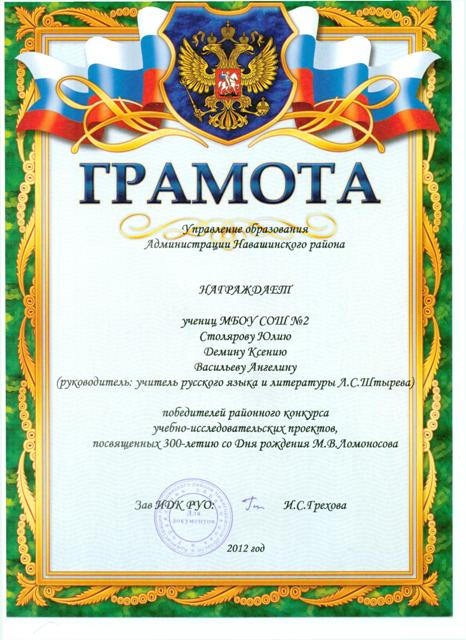 ГРАМОТА
Управление образования
Администрации Навашинского района
НАГРАЖДАЕТ
учениц МБОУ СОШ №2
Столярову Юлию
Демину Ксению
Васильеву Ангелину
(руководитель: учитель русского языка и литературы Л.С.Штырева)
победителей районного конкурса
учебно-исследовательских проектов,
посвященных 300-летию со Дня рождения М.В.Ломоносова
Зав ИДК РУО: И.С.Грехова
Для
документов
2012 год